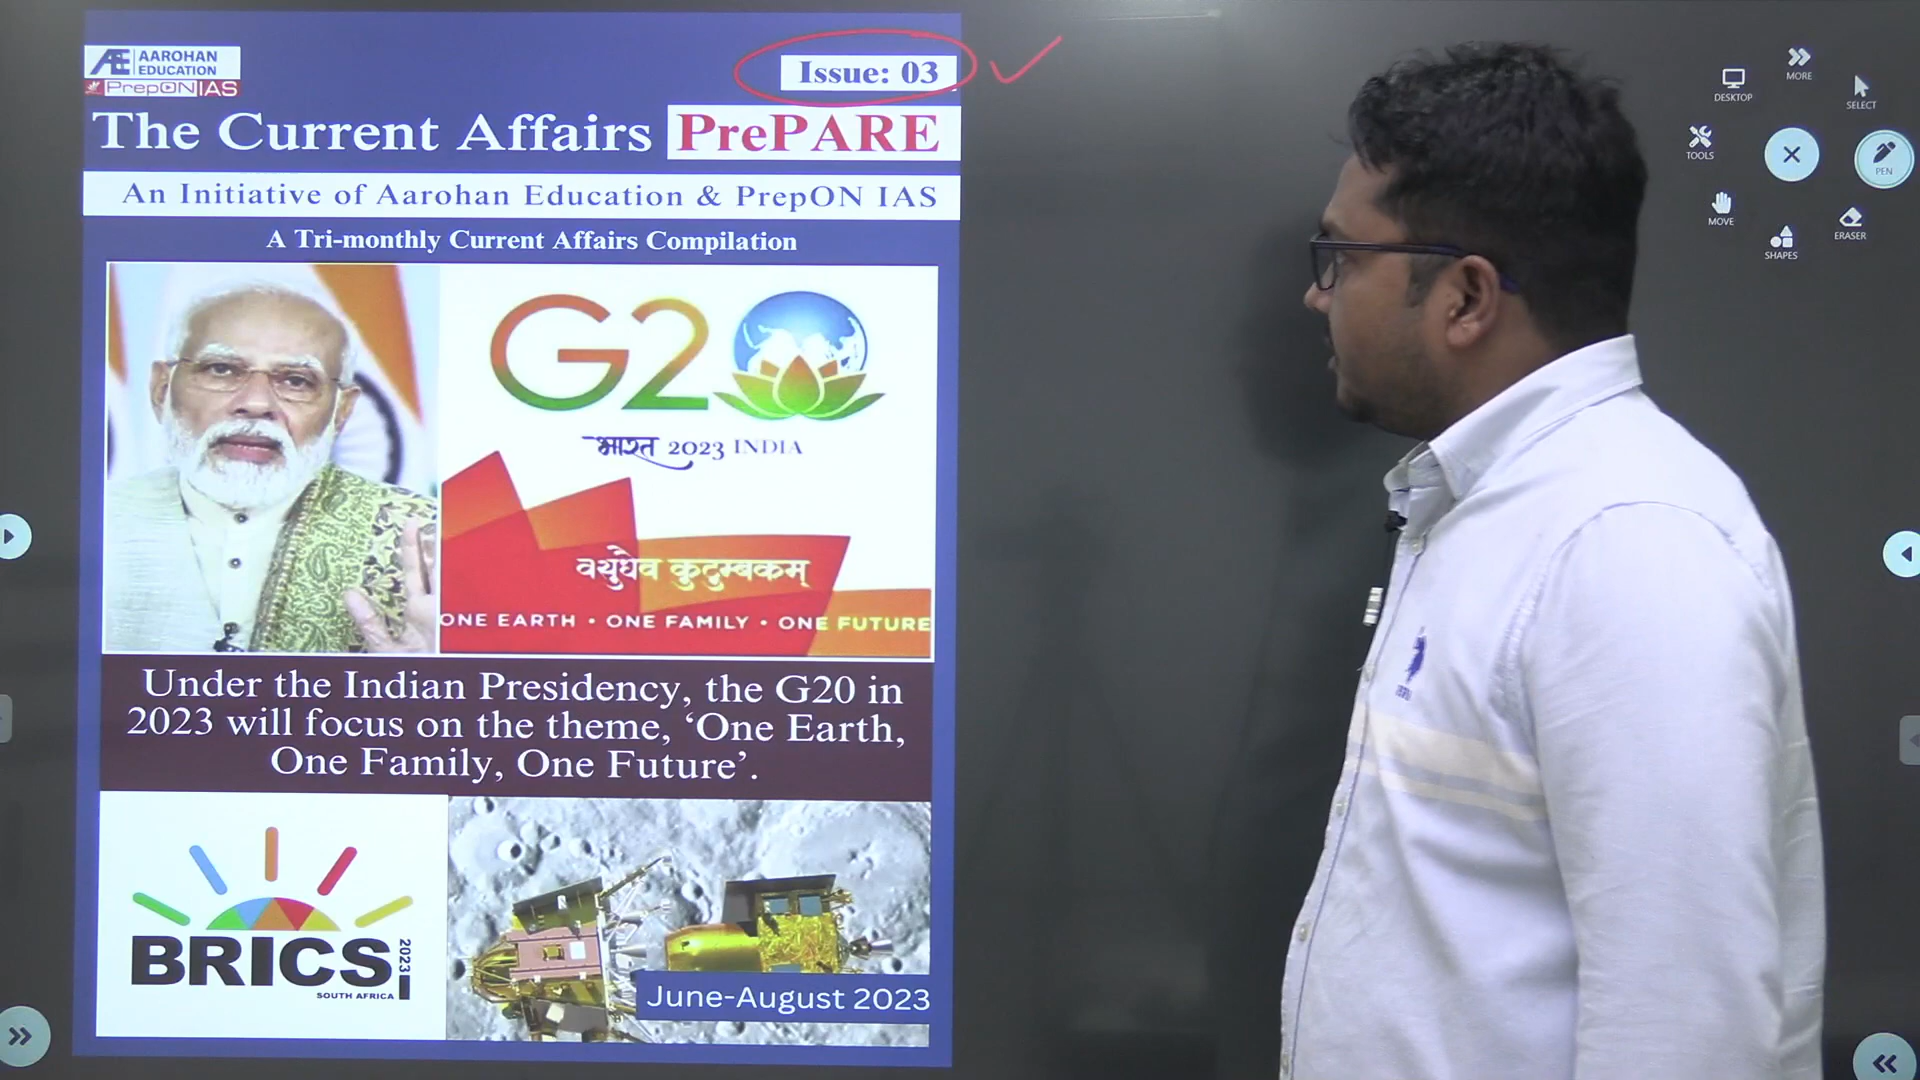 AE AAROHAN
EDUCATION
PrepONIAS
Issue: 03
The Current Affairs PrePARE
An Initiative of Aarohan Education & PrepON IAS
A Tri-monthly Current Affairs Compilation
G20
भारत 2023 INDIA
वसुधैव कुटुम्बकम्
ONE EARTH • ONE FAMILY • ONE FUTURE
Under the Indian Presidency, the G20 in
2023 will focus on the theme, ‘One Earth,
One Family, One Future’.
BRICS
2023
SOUTH AFRICA
June-August 2023
MORE
DESKTOP
SELECT
TOOLS
PEN
MOVE
ERASER
SHAPES